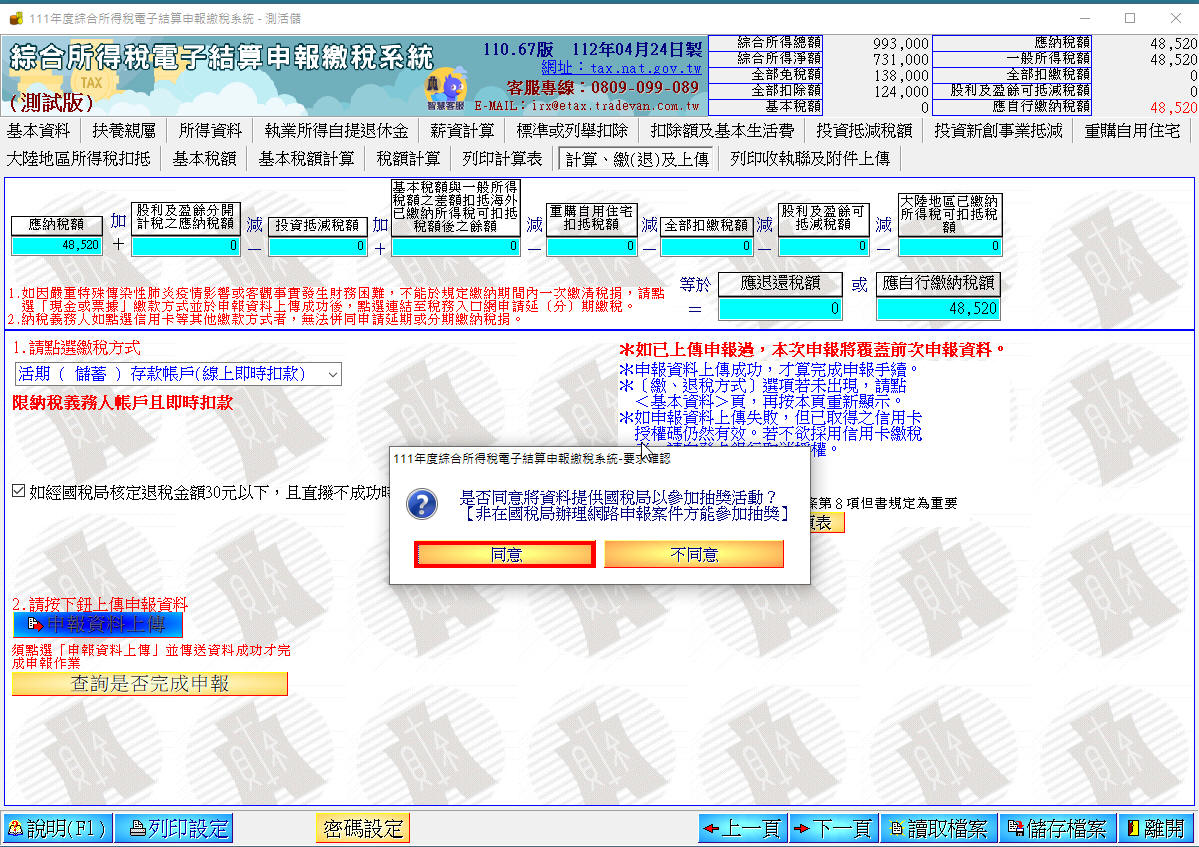 111年度綜合所得稅電子結算申報繳稅系統 - 測活儲
綜合所得稅電子結算申報繳稅系統
(測試版)
TAX
智慧客服
110.67版 112年04月24日製
網址：tax.nat.gov.tw
客服專線：0809-099-089
E-MAIL：irx@etax.tradevan.com.tw
綜合所得總額 993,000 應納稅額 48,520
綜合所得淨額 731,000 一般所得稅額 48,520
全部免稅額 138,000 全部扣繳稅額 0
全部扣除額 124,000 股利及盈餘可抵減稅額 0
基本稅額 0 應自行繳納稅額 48,520
基本資料 扶養親屬 所得資料 執業所得自提退休金 薪資計算 標準或列舉扣除 扣除額及基本生活費 投資抵減稅額 投資新創事業抵減 重購自用住宅
大陸地區所得稅扣抵 基本稅額 基本稅額計算 稅額計算 列印計算表 計算、繳(退)及上傳 列印收執聯及附件上傳
應納稅額
48,520
加
＋
股利及盈餘分開
計稅之應納稅額
0
減
－
投資抵減稅額
0
加
＋
基本稅額與一般所得
稅額之差額扣抵海外
已繳納所得稅可扣抵
稅額後之餘額
0
減
－
重購自用住宅
扣抵稅額
0
減
－
全部扣繳稅額
0
減
－
股利及盈餘可
抵減稅額
0
減
－
大陸地區已繳納
所得稅可扣抵稅
額
0
等於
＝
應退還稅額
0
或
應自行繳納稅額
48,520
1.如因嚴重特殊傳染性肺炎疫情影響或客觀事實發生財務困難，不能於規定繳納期間內一次繳清稅捐，請點
選「現金或票據」繳款方式並於申報資料上傳成功後，點選連結至稅務入口網申請延（分）期繳稅。
2.納稅義務人如點選信用卡等其他繳款方式者，無法併同申請延期或分期繳納稅捐。
1.請點選繳稅方式
活期（ 儲蓄 ）存款帳戶(線上即時扣款)
限納稅義務人帳戶且即時扣款
＊如已上傳申報過，本次申報將覆蓋前次申報資料。
＊申報資料上傳成功，才算完成申報手續。
＊〔繳、退稅方式〕選項若未出現，請點
＜基本資料＞頁，再按本頁重新顯示。
＊如申報資料上傳失敗，但已取得之信用卡
授權碼仍然有效。若不欲採用信用卡繳稅
如經國稅局核定退稅金額30元以下，且直撥不成功時
第８項但書規定為重要
表
111年度綜合所得稅電子結算申報繳稅系統-要求確認
是否同意將資料提供國稅局以參加抽獎活動？
【非在國稅局辦理網路申報案件方能參加抽獎】
同意
不同意
2.請按下鈕上傳申報資料
申報資料上傳
須點選「申報資料上傳」並傳送資料成功才完
成申報作業
查詢是否完成申報
說明(F1) 列印設定 密碼設定 上一頁 下一頁 讀取檔案 儲存檔案 離開